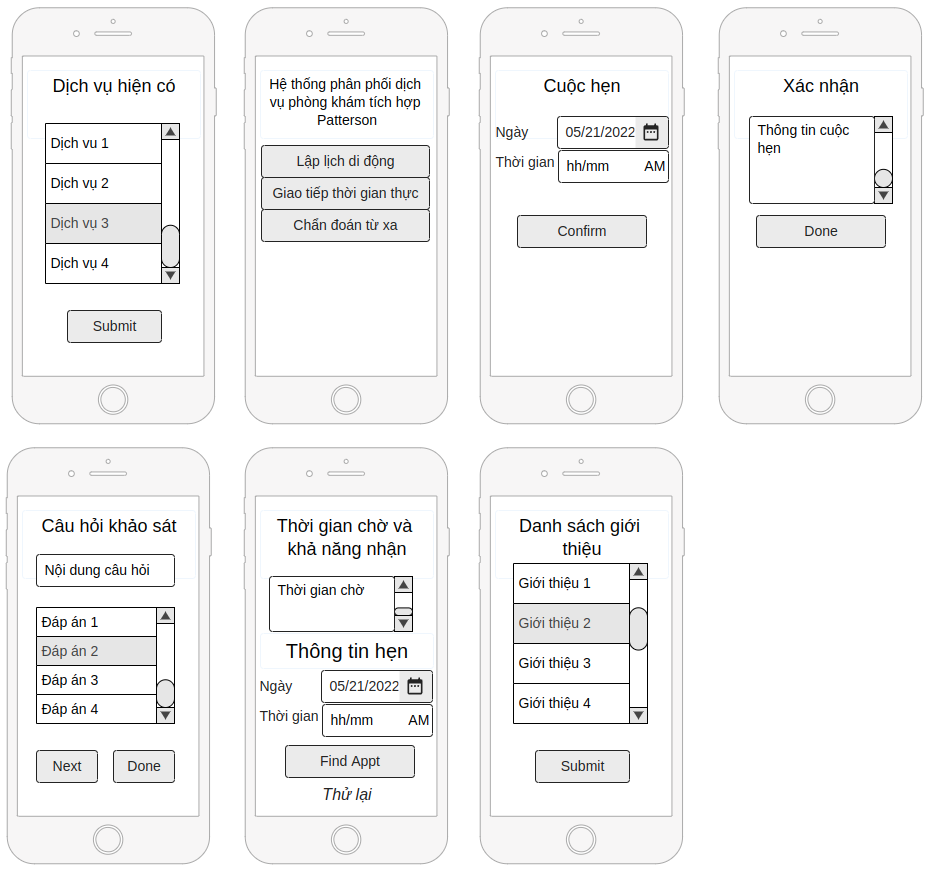 Dịch vụ hiện có
Dịch vu 1
Dịch vụ 2
Dịch vụ 3
Dịch vụ 4
Submit
Hệ thống phân phối dịch
vụ phòng khám tích hợp
Patterson
Lập lịch di động
Giao tiếp thời gian thực
Chẩn đoán từ xa
Cuộc hẹn
Ngày 05/21/2022
Thời gian hh/mm AM
Confirm
Xác nhận
Thông tin cuộc
hẹn
Done
Câu hỏi khảo sát
Nội dung câu hỏi
Đáp án 1
Đáp án 2
Đáp án 3
Đáp án 4
Next Done
Thời gian chờ và
khả năng nhận
Thời gian chờ
Thông tin hẹn
Ngày 05/21/2022
Thời gian hh/mm AM
Find Appt
Thử lại
Danh sách giới
thiệu
Giới thiệu 1
Giới thiệu 2
Giới thiệu 3
Giới thiệu 4
Submit